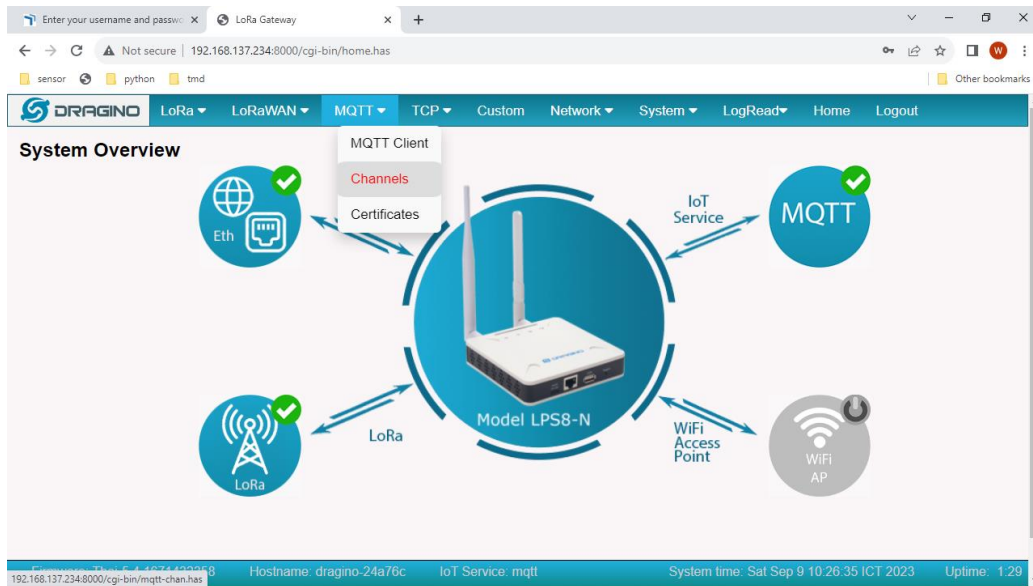 Enter your username and passwo
LoRa Gateway
Not secure | 192.168.137.234:8000/cgi-bin/home.has
W
sensor python tmd Other bookmarks
DRAGINO LoRa LoRaWAN MQTT TCP Custom Network System LogRead Home Logout
System Overview
MQTT Client
Channels
Certificates
Eth
IoT
Service
MQTT
DRAGINO
Model LPS8-N
LoRa
LoRa
WiFi
Access
Point
WiFi
AP
Hostname: dragino-24a76c IoT Service: mqtt System time: Sat Sep 9 10:26:35 ICT 2023 Uptime: 1:29
192.168.137.234:8000/cgi-bin/mqtt-chan.has